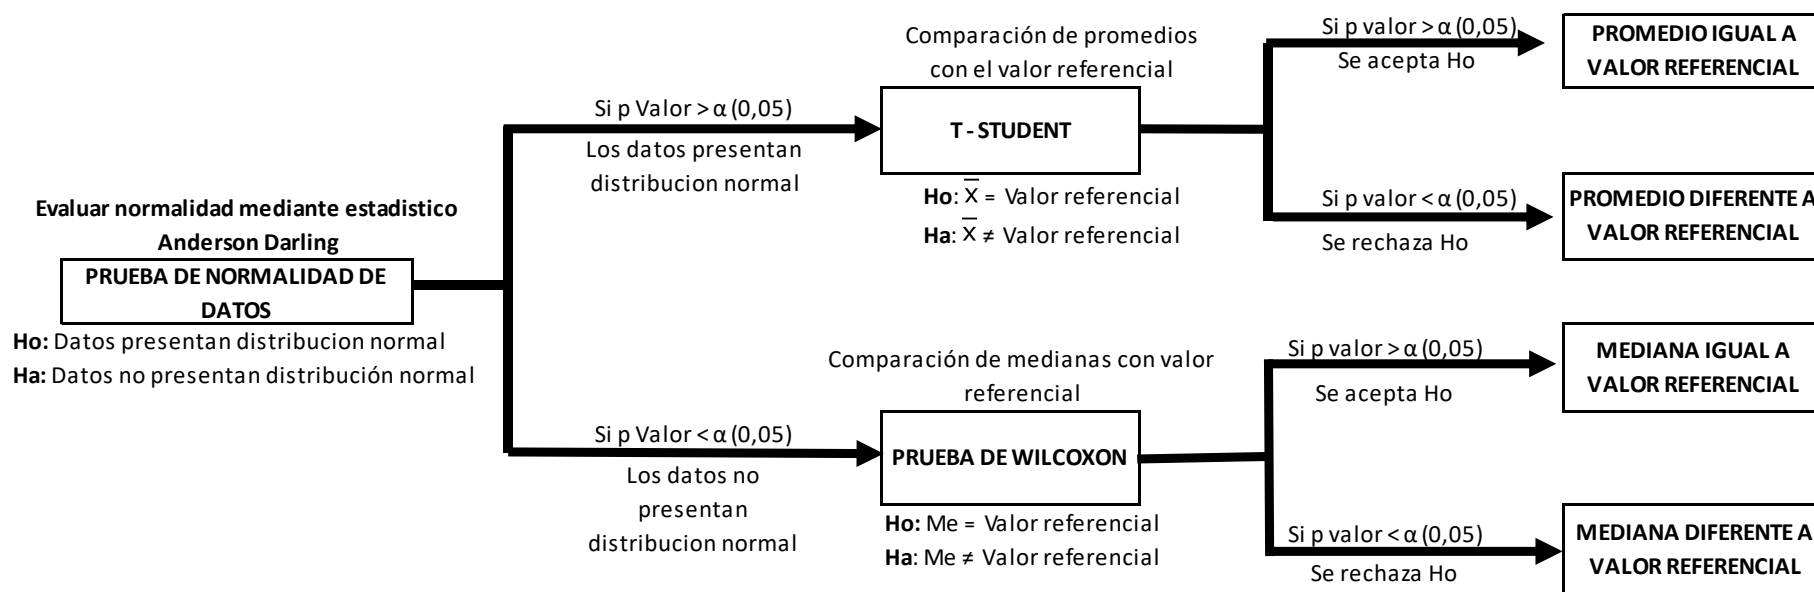 Evaluar normalidad mediante estadistico
Anderson Darling
PRUEBA DE NORMALIDAD DE
DATOS
Ho: Datos presentan distribucion normal
Ha: Datos no presentan distribución normal
Si p Valor > α (0,05)
Los datos presentan
distribucion normal
Comparación de promedios
con el valor referencial
T - STUDENT
Ho: X̅ = Valor referencial
Ha: X̅ ≠ Valor referencial
Si p valor > α (0,05)
Se acepta Ho
PROMEDIO IGUAL A
VALOR REFERENCIAL
Si p valor < α (0,05)
Se rechaza Ho
PROMEDIO DIFERENTE A
VALOR REFERENCIAL
Si p Valor < α (0,05)
Los datos no
presentan
distribucion normal
Comparación de medianas con valor
referencial
PRUEBA DE WILCOXON
Ho: Me = Valor referencial
Ha: Me ≠ Valor referencial
Si p valor > α (0,05)
Se acepta Ho
MEDIANA IGUAL A
VALOR REFERENCIAL
Si p valor < α (0,05)
Se rechaza Ho
MEDIANA DIFERENTE A
VALOR REFERENCIAL